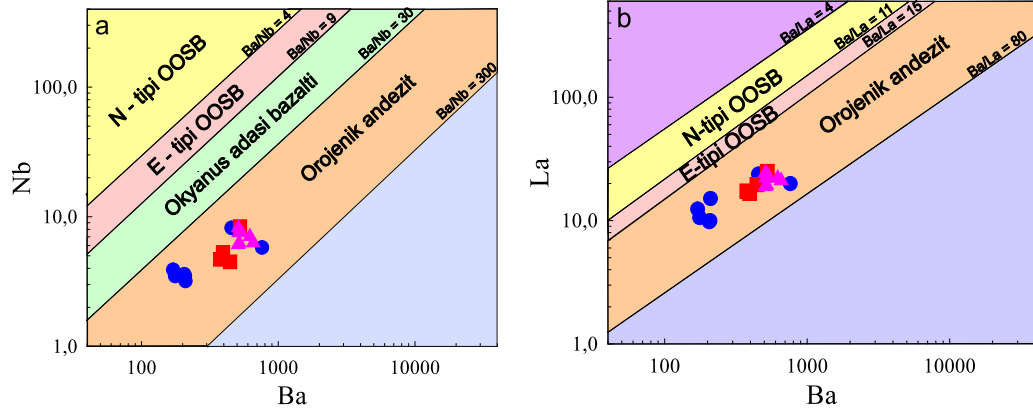 a
Ba/Nb = 4
Ba/Nb = 9
Ba/Nb = 30
Ba/Nb = 300
N - tipi OOSB
E - tipi OOSB
Okyanus adasi bazalti
Orojenik andezit
Nb
100,0
10,0
1,0
100
1000
10000
Ba
b
Ba/La = 4
Ba/La = 11
Ba/La = 15
Ba/La = 80
N-tipi OOSB
E-tipi OOSB
Orojenik andezit
La
100,0
10,0
1,0
100
1000
10000
Ba